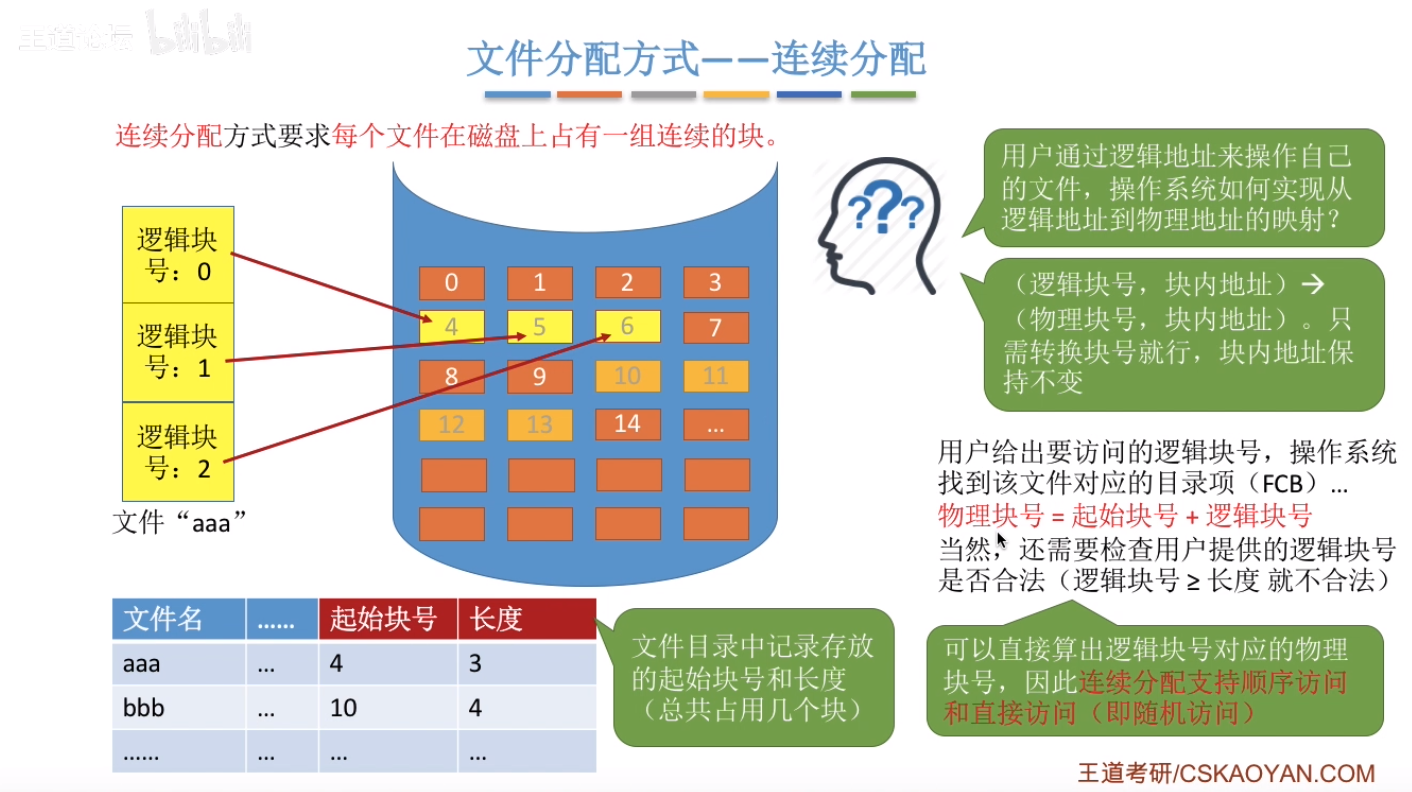 王道论坛 bilibili
文件分配方式——连续分配
连续分配方式要求每个文件在磁盘上占有一组连续的块。
逻辑块
号：0
逻辑块
号：1
逻辑块
号：2
文件“aaa”
0 1 2 3
4 5 6 7
8 9 10 11
12 13 14 ...
???
用户通过逻辑地址来操作自己
的文件，操作系统如何实现从
逻辑地址到物理地址的映射？
（逻辑块号，块内地址）→
（物理块号，块内地址）。只
需转换块号就行，块内地址保
持不变
用户给出要访问的逻辑块号，操作系统
找到该文件对应的目录项（FCB）...
物理块号 = 起始块号 + 逻辑块号
当然，还需要检查用户提供的逻辑块号
是否合法（逻辑块号 ≥ 长度 就不合法）
可以直接算出逻辑块号对应的物理
块号，因此连续分配支持顺序访问
和直接访问（即随机访问）
文件名 …… 起始块号 长度
aaa ... 4 3
bbb ... 10 4
…… ... ... ...
文件目录中记录存放
的起始块号和长度
（总共占用几个块）
王道考研/CSKAOYAN.COM